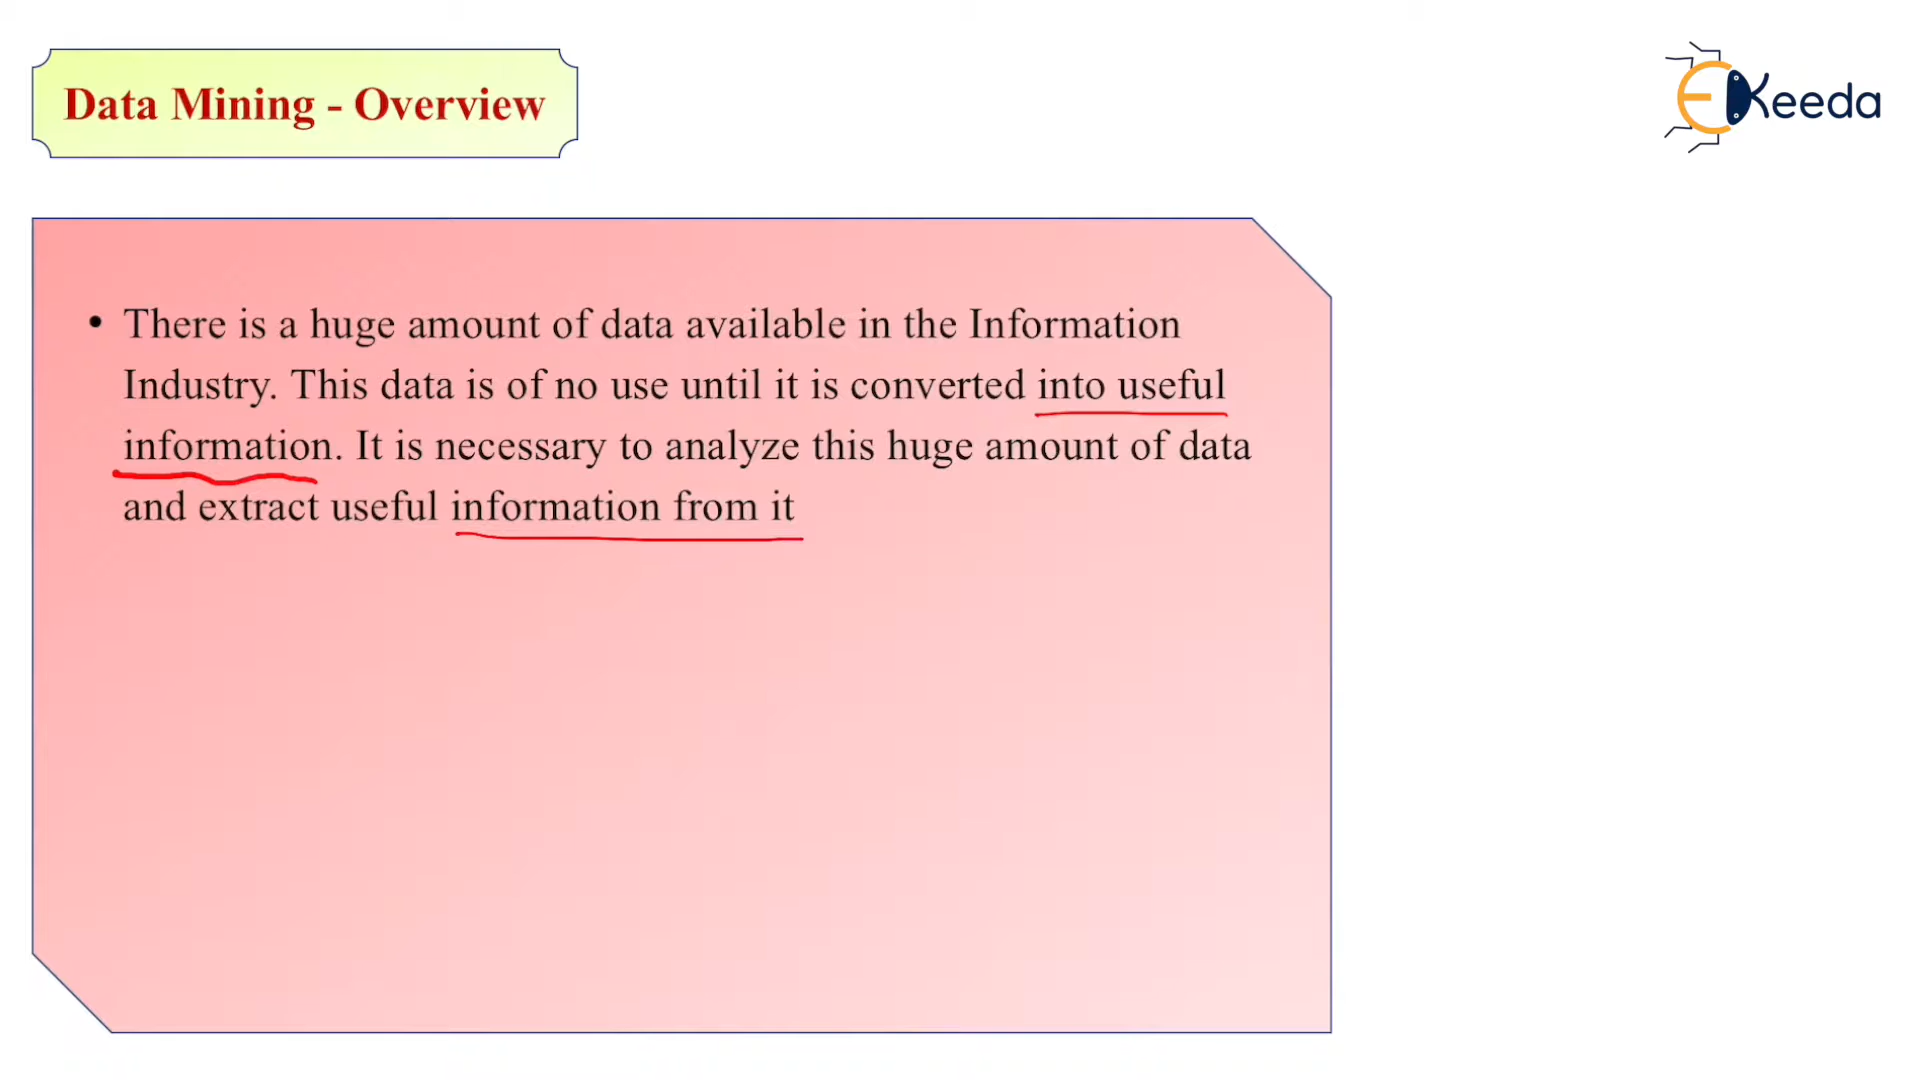 Data Mining - Overview
EKeeda
• There is a huge amount of data available in the Information
Industry. This data is of no use until it is converted into useful
information. It is necessary to analyze this huge amount of data
and extract useful information from it